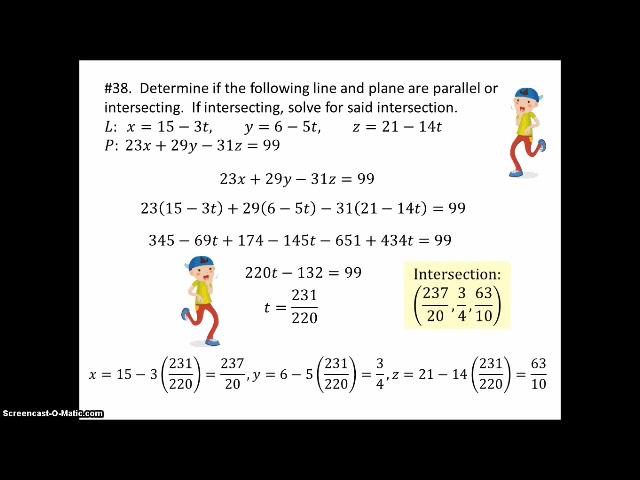 #38. Determine if the following line and plane are parallel or
intersecting. If intersecting, solve for said intersection.
L: x = 15 − 3t, y = 6 − 5t, z = 21 − 14t
P: 23x + 29y − 31z = 99
23x + 29y − 31z = 99
23(15 − 3t) + 29(6 − 5t) − 31(21 − 14t) = 99
345 − 69t + 174 − 145t − 651 + 434t = 99
220t − 132 = 99
t = 231/220
Intersection:
(237/20, 3/4, 63/10)
x = 15 − 3(231/220) = 237/20, y = 6 − 5(231/220) = 3/4, z = 21 − 14(231/220) = 63/10
Screencast-O-Matic.com